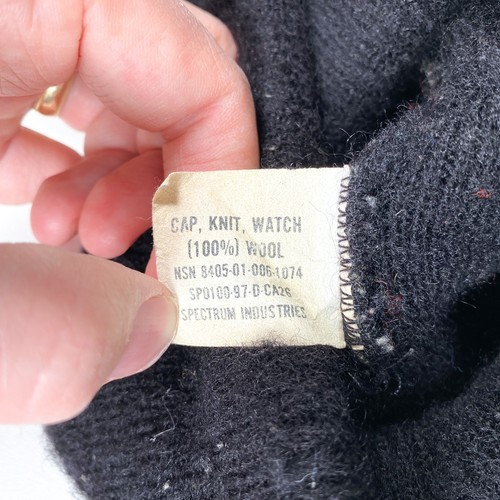 CAP, KNIT, WATCH
(100%) WOOL
NSN 8405-01-006-1074
SP0100-97-D-CA26
SPECTRUM INDUSTRIES